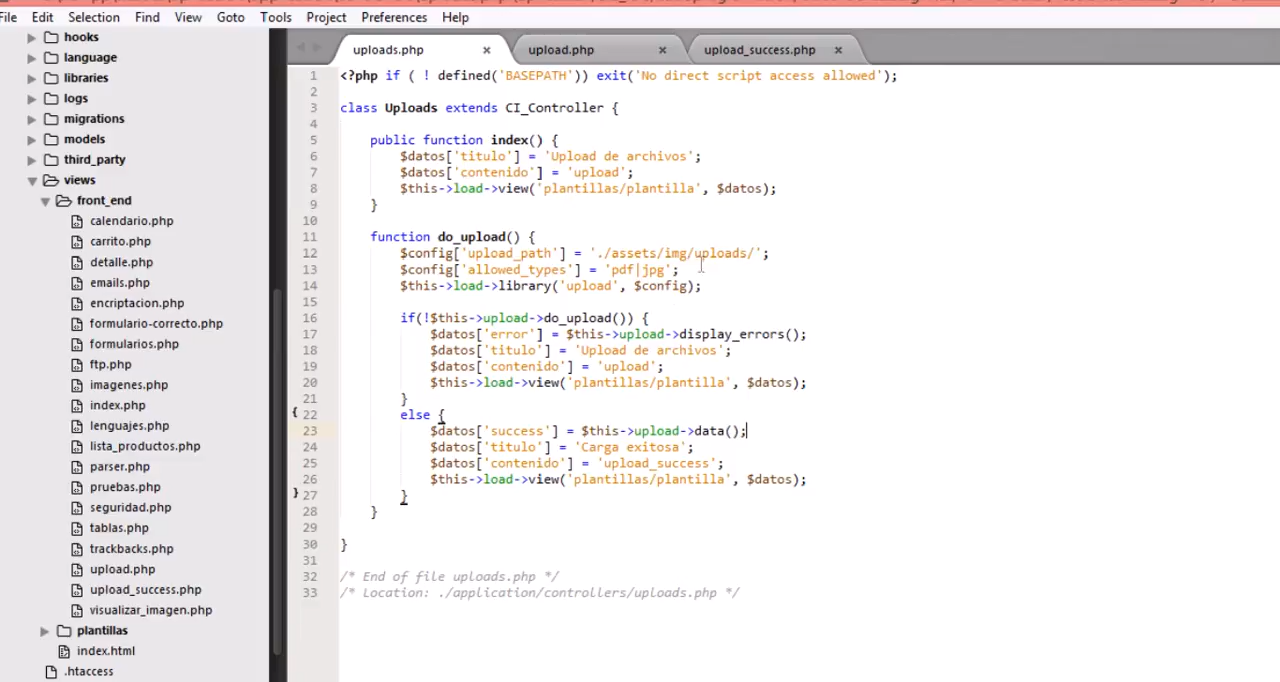 File Edit Selection Find View Goto Tools Project Preferences Help
hooks
language
libraries
logs
migrations
models
third_party
views
front_end
calendario.php
carrito.php
detalle.php
emails.php
encriptacion.php
formulario-correcto.php
formularios.php
ftp.php
imagenes.php
index.php
lenguajes.php
lista_productos.php
parser.php
pruebas.php
seguridad.php
tablas.php
trackbacks.php
upload.php
upload_success.php
visualizar_imagen.php
plantillas
index.html
.htaccess
uploads.php × upload.php × upload_success.php ×
1 <?php if ( ! defined('BASEPATH')) exit('No direct script access allowed');
2
3 class Uploads extends CI_Controller {
4
5 public function index() {
6 $datos['titulo'] = 'Upload de archivos';
7 $datos['contenido'] = 'upload';
8 $this->load->view('plantillas/plantilla', $datos);
9 }
10
11 function do_upload() {
12 $config['upload_path'] = './assets/img/uploads/';
13 $config['allowed_types'] = 'pdf|jpg';
14 $this->load->library('upload', $config);
15
16 if(!$this->upload->do_upload()) {
17 $datos['error'] = $this->upload->display_errors();
18 $datos['titulo'] = 'Upload de archivos';
19 $datos['contenido'] = 'upload';
20 $this->load->view('plantillas/plantilla', $datos);
21 }
22 else {
23 $datos['success'] = $this->upload->data();
24 $datos['titulo'] = 'Carga exitosa';
25 $datos['contenido'] = 'upload_success';
26 $this->load->view('plantillas/plantilla', $datos);
27 }
28 }
29
30 }
31
32 /* End of file uploads.php */
33 /* Location: ./application/controllers/uploads.php */